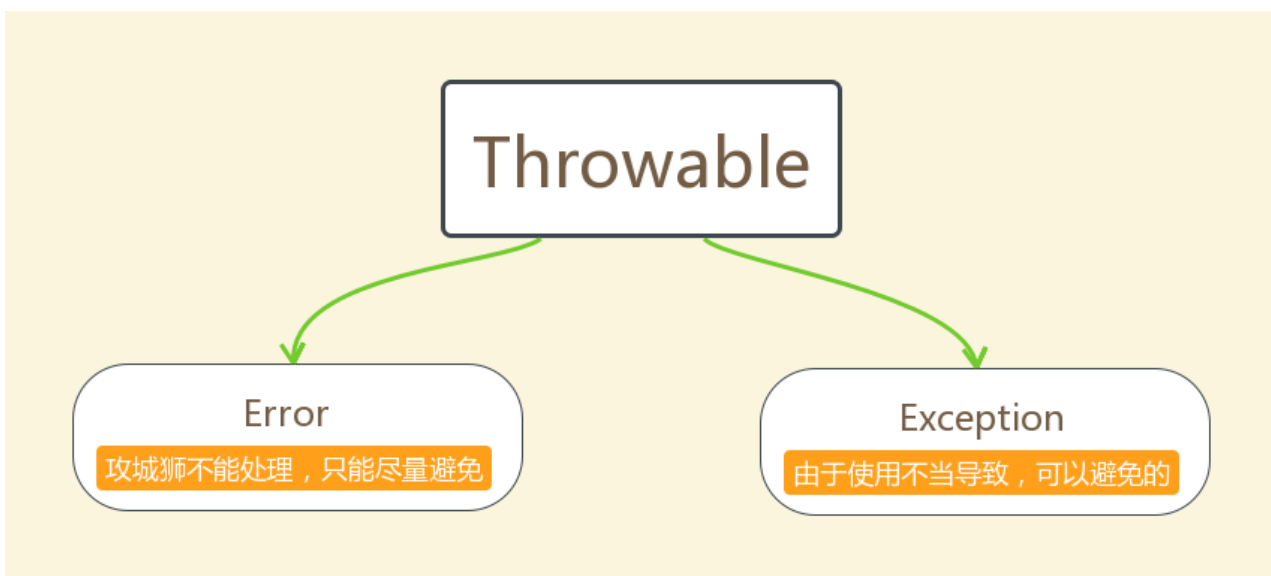 Throwable
Error
攻城狮不能处理，只能尽量避免
Exception
由于使用不当导致，可以避免的